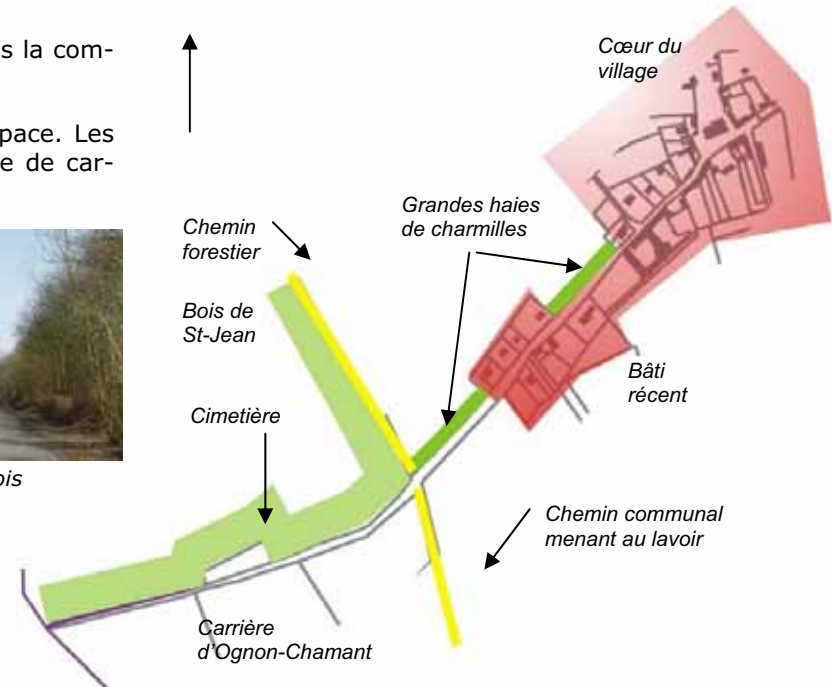 s la com-
pace. Les
e de car-
Cœur du
village
Grandes haies
de charmilles
Chemin
forestier
Bois de
St-Jean
Bâti
récent
Cimetière
ois
Chemin communal
menant au lavoir
Carrière
d'Ognon-Chamant